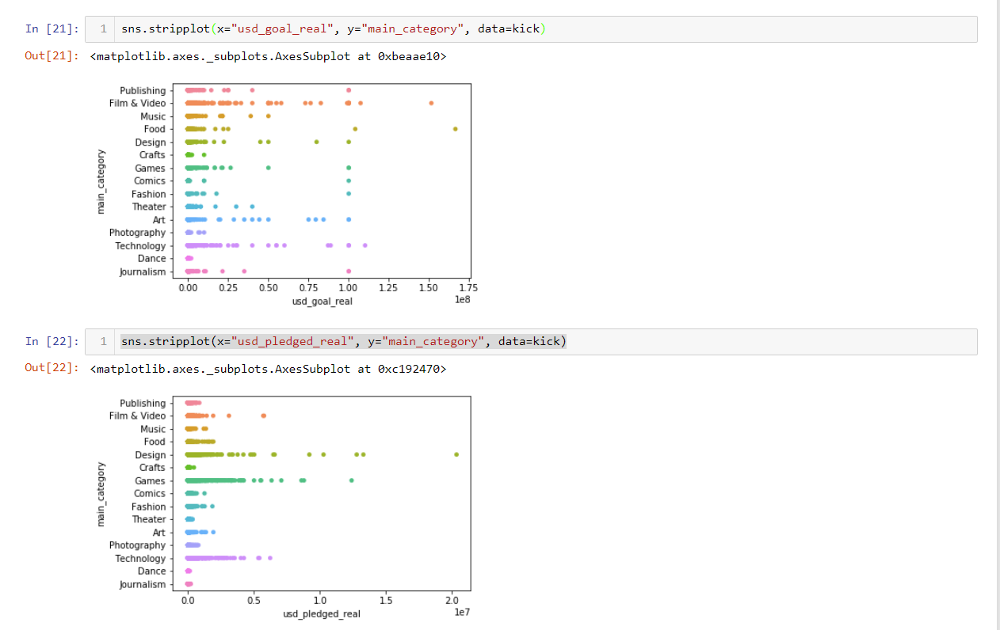 In [21]: 1 sns.stripplot(x="usd_goal_real", y="main_category", data=kick)
Out[21]: <matplotlib.axes._subplots.AxesSubplot at 0xbeaae10>
Publishing
Film & Video
Music
Food
Design
Crafts
Games
Comics
Fashion
Theater
Art
Photography
Technology
Dance
Journalism
main_category
0.00 0.25 0.50 0.75 1.00 1.25 1.50 1.75
usd_goal_real 1e8
In [22]: 1 sns.stripplot(x="usd_pledged_real", y="main_category", data=kick)
Out[22]: <matplotlib.axes._subplots.AxesSubplot at 0xc192470>
Publishing
Film & Video
Music
Food
Design
Crafts
Games
Comics
Fashion
Theater
Art
Photography
Technology
Dance
Journalism
main_category
0.0 0.5 1.0 1.5 2.0
usd_pledged_real 1e7